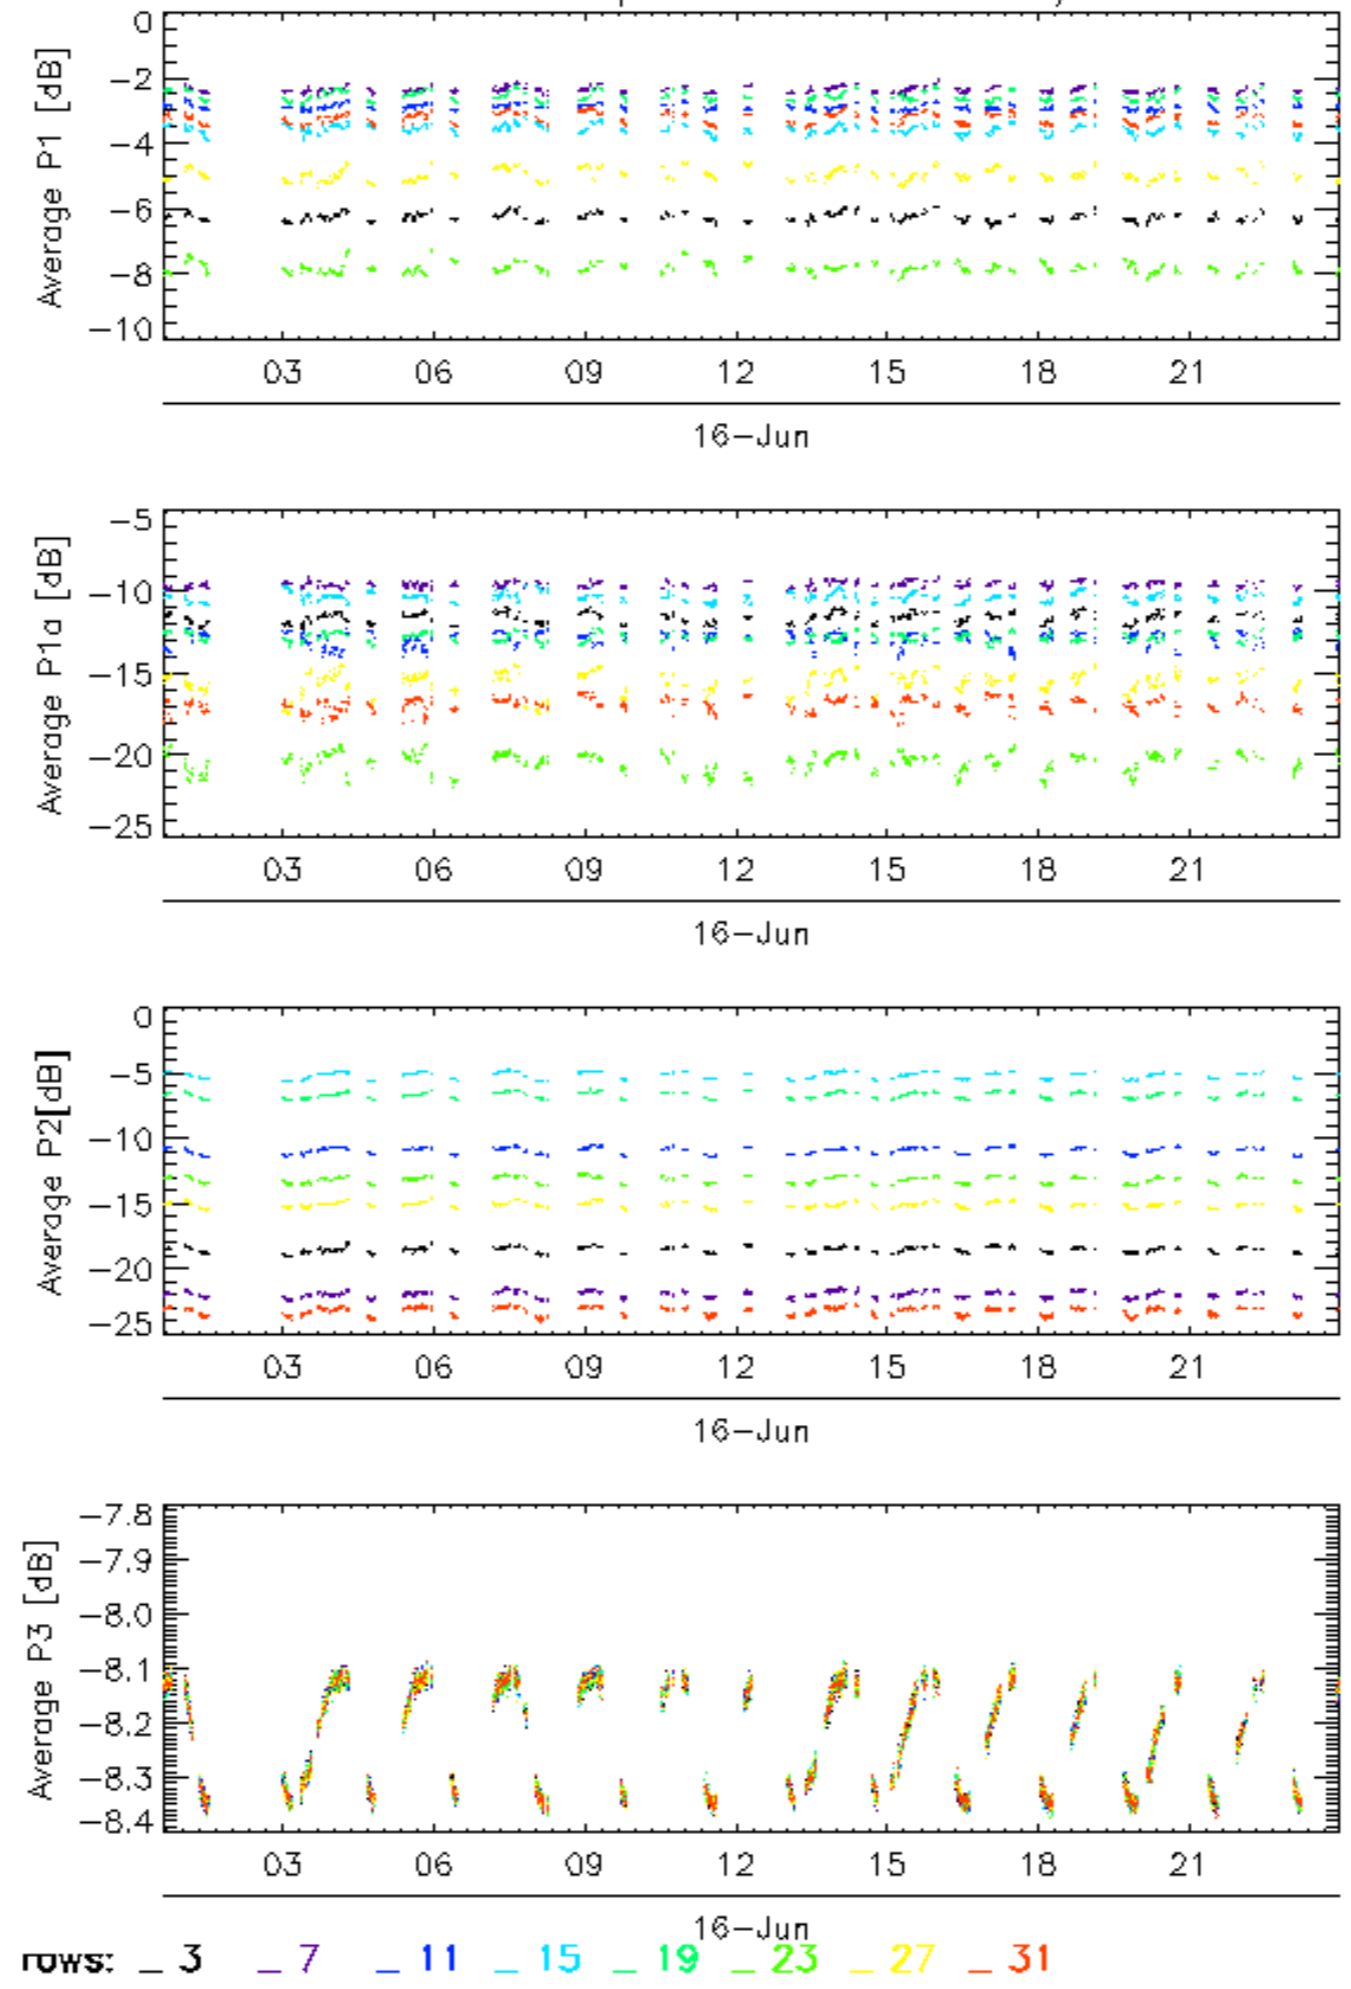 0
−2
−4
−6
−8
−10
Average P1 [dB]
03 06 09 12 15 18 21
16−Jun
−5
−10
−15
−20
−25
Average P1a [dB]
03 06 09 12 15 18 21
16−Jun
0
−5
−10
−15
−20
−25
Average P2[dB]
03 06 09 12 15 18 21
16−Jun
−7.8
−7.9
−8.0
−8.1
−8.2
−8.3
−8.4
Average P3 [dB]
03 06 09 12 15 18 21
16−Jun
rows: _ 3 _ 7 _ 11 _ 15 _ 19 _ 23 _ 27 _ 31